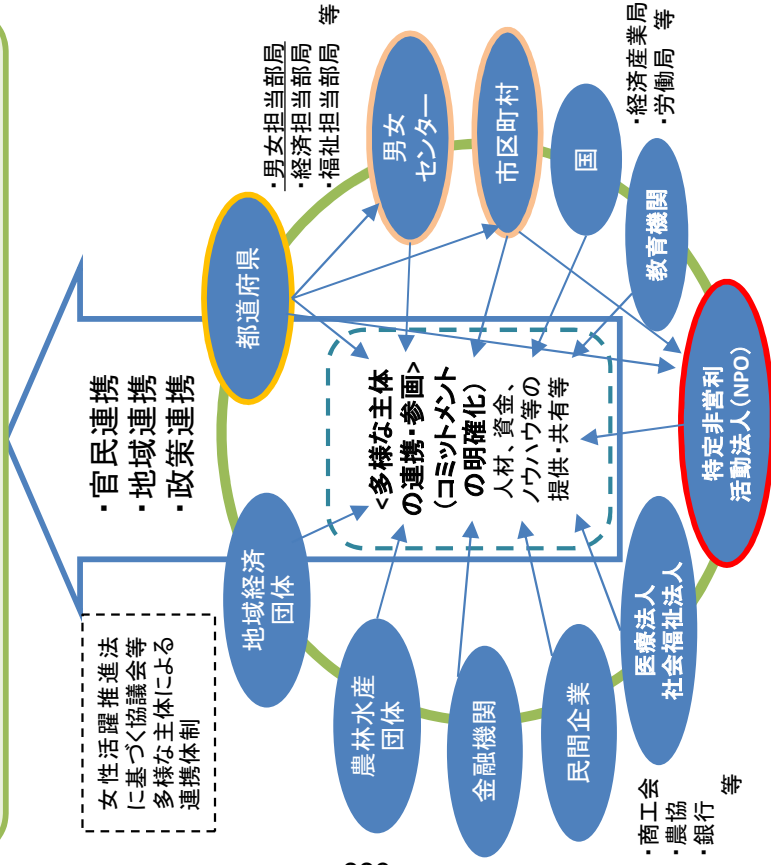 女性活躍推進法
に基づく協議会等
多様な主体による
連携体制
・官民連携
・地域連携
・政策連携
都道府県
・男女担当部局
・経済担当部局
・福祉担当部局 等
男女
センター
市区町村
国
・経済産業局
・労働局 等
教育機関
特定非営利
活動法人(NPO)
医療法人
社会福祉法人
民間企業
金融機関
農林水産
団体
地域経済
団体
・商工会
・農協
・銀行 等
<多様な主体
の連携・参画>
(コミットメント
の明確化)
人材、資金、
ノウハウ等の
提供・共有等